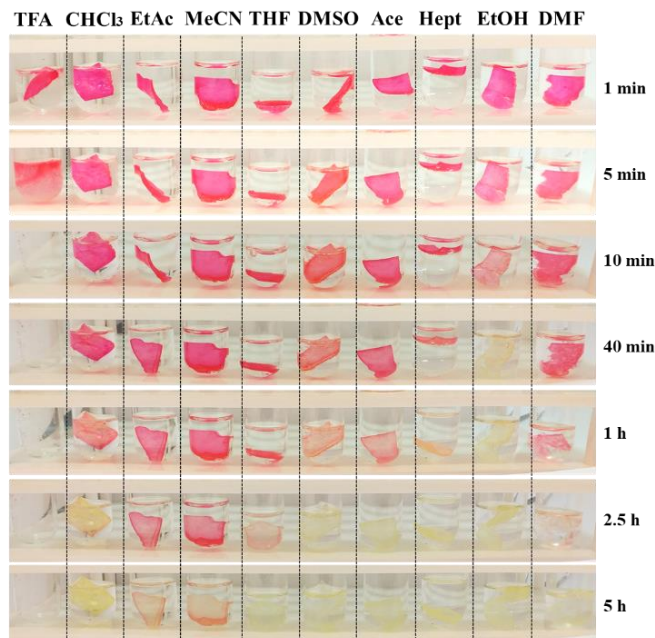 TFA CHCl₃ EtAc MeCN THF DMSO Ace Hept EtOH DMF
1 min
5 min
10 min
40 min
1 h
2.5 h
5 h